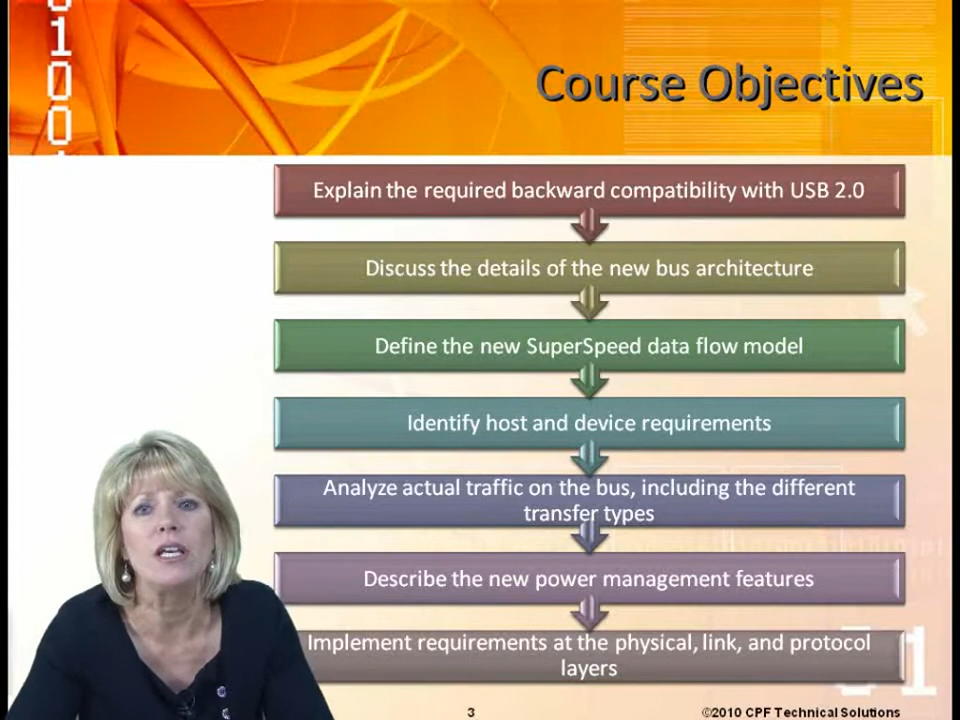 Course Objectives
Explain the required backward compatibility with USB 2.0
Discuss the details of the new bus architecture
Define the new SuperSpeed data flow model
Identify host and device requirements
Analyze actual traffic on the bus, including the different
transfer types
Describe the new power management features
Implement requirements at the physical, link, and protocol
layers
3
©2010 CPF Technical Solutions